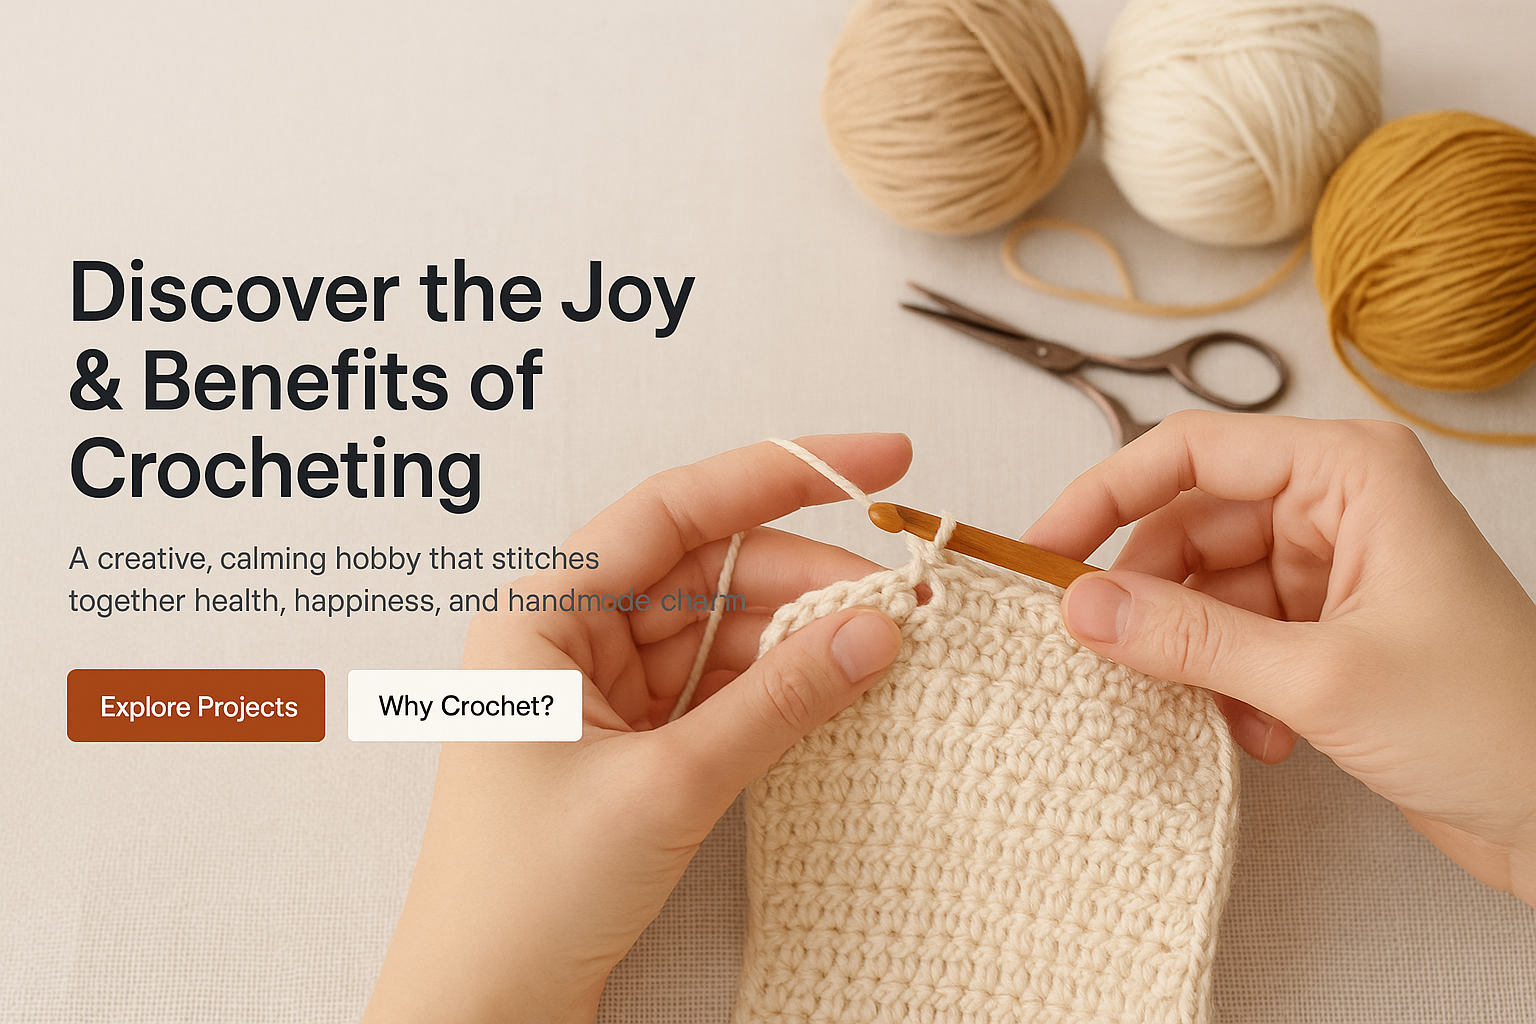 Discover the Joy
& Benefits of
Crocheting
A creative, calming hobby that stitches
together health, happiness, and handmode charm
Explore Projects
Why Crochet?